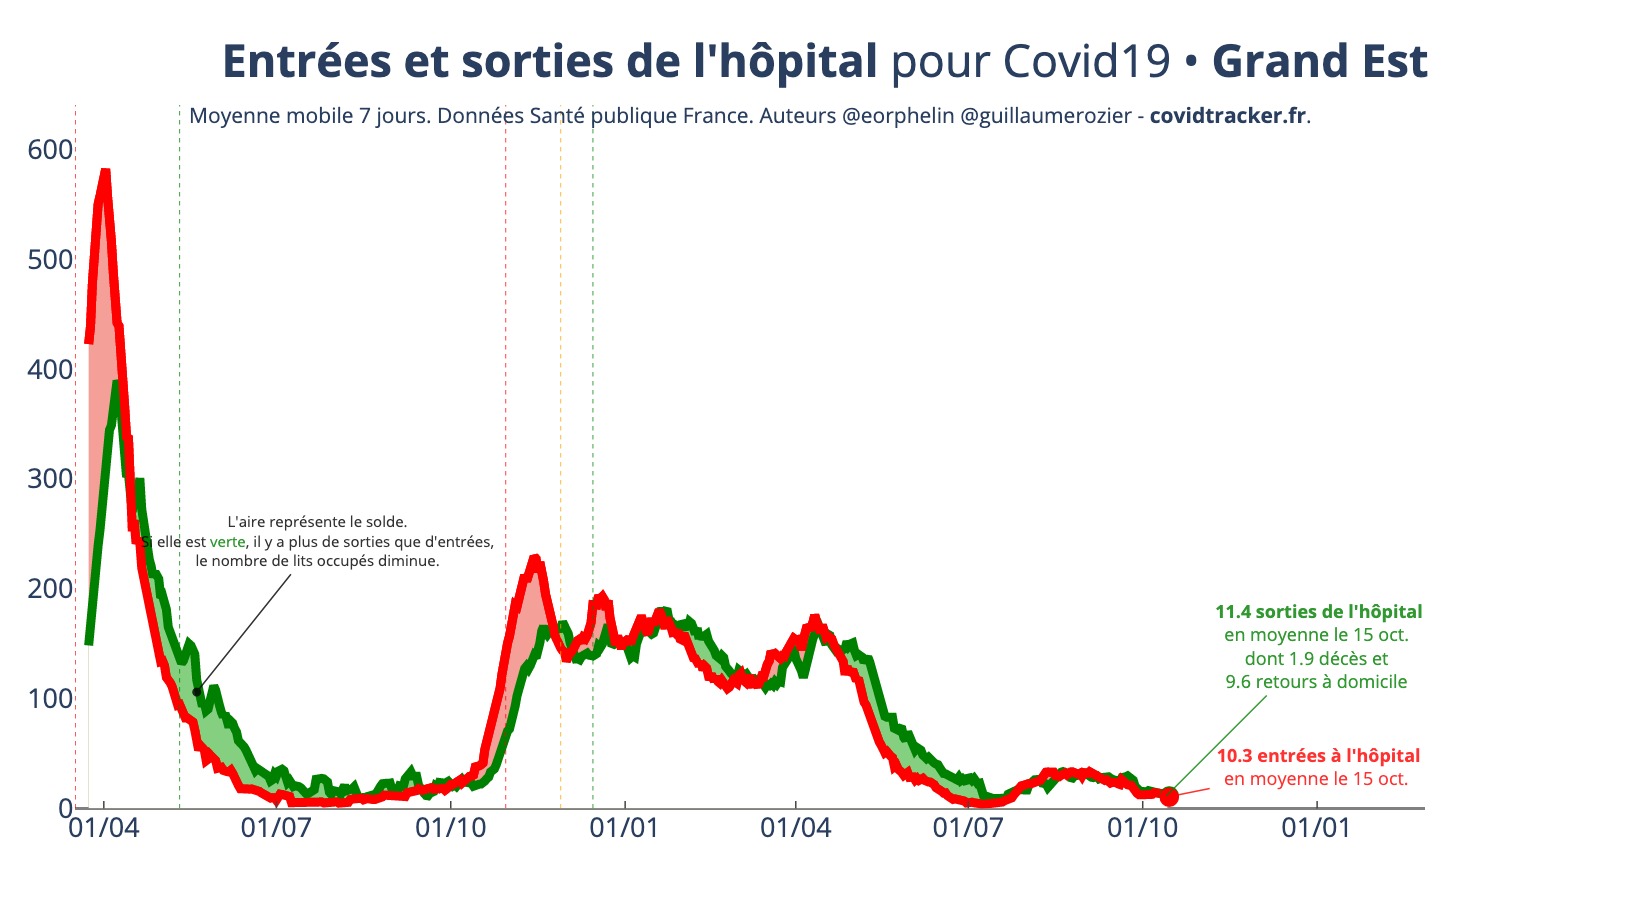 Entrées et sorties de l'hôpital pour Covid19 • Grand Est
Moyenne mobile 7 jours. Données Santé publique France. Auteurs @eorphelin @guillaumerozier - covidtracker.fr.
600
500
400
300
200
100
0
L'aire représente le solde.
Si elle est verte, il y a plus de sorties que d'entrées,
le nombre de lits occupés diminue.
11.4 sorties de l'hôpital
en moyenne le 15 oct.
dont 1.9 décès et
9.6 retours à domicile
10.3 entrées à l'hôpital
en moyenne le 15 oct.
01/04 01/07 01/10 01/01 01/04 01/07 01/10 01/01